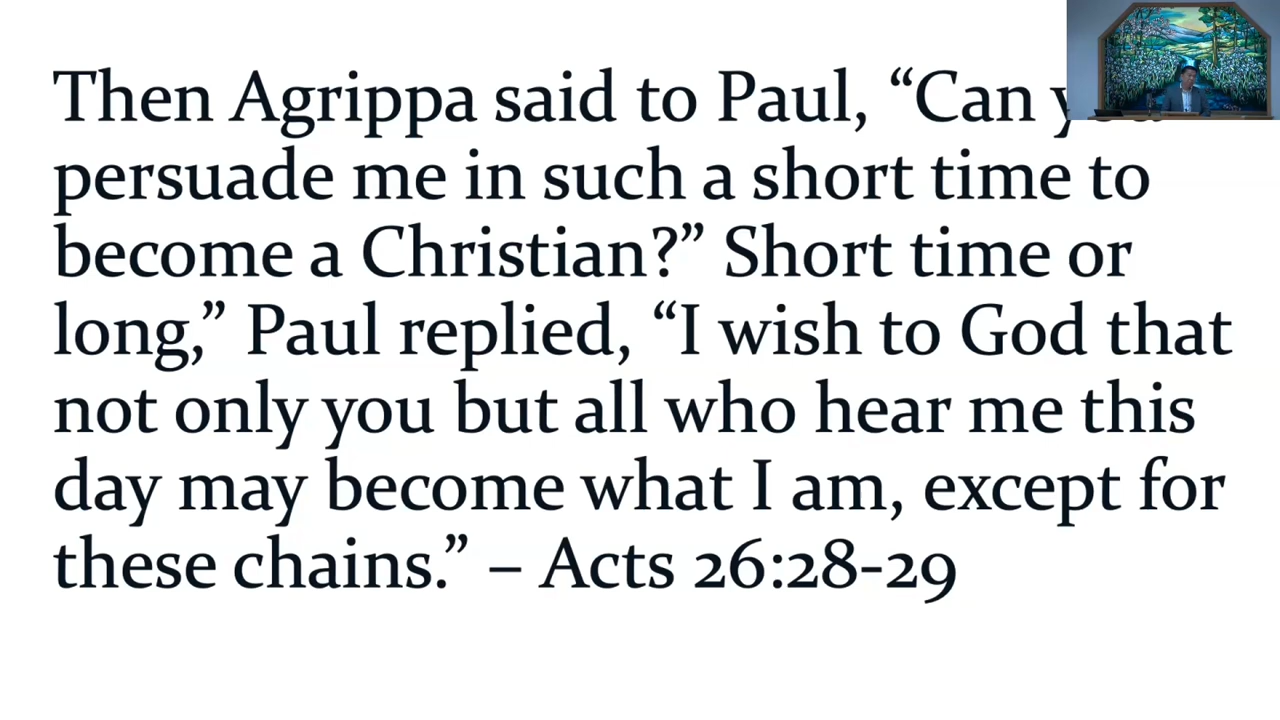 Then Agrippa said to Paul, “Can
persuade me in such a short time to
become a Christian?” Short time or
long,” Paul replied, “I wish to God that
not only you but all who hear me this
day may become what I am, except for
these chains.” – Acts 26:28-29